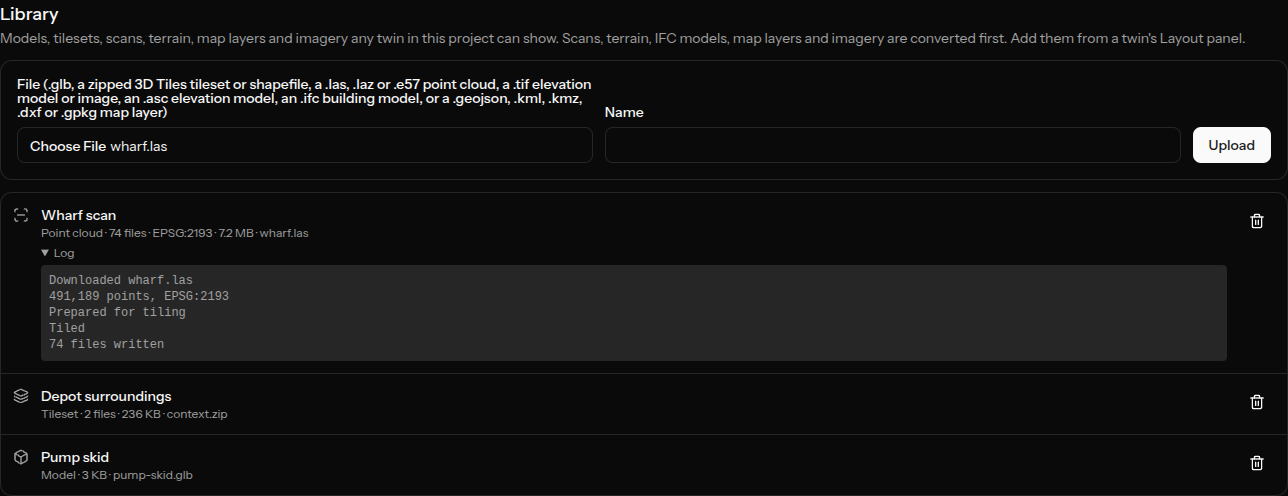 Library
Models, tilesets, scans, terrain, map layers and imagery any twin in this project can show. Scans, terrain, IFC models, map layers and imagery are converted first. Add them from a twin's Layout panel.
File (.glb, a zipped 3D Tiles tileset or shapefile, a .las, .laz or .e57 point cloud, a .tif elevation
model or image, an .asc elevation model, an .ifc building model, or a .geojson, .kml, .kmz,
.dxf or .gpkg map layer)
Name
Choose File wharf.las
Upload
Wharf scan
Point cloud · 74 files · EPSG:2193 · 7.2 MB · wharf.las
▼ Log
Downloaded wharf.las
491,189 points, EPSG:2193
Prepared for tiling
Tiled
74 files written
Depot surroundings
Tileset · 2 files · 236 KB · context.zip
Pump skid
Model · 3 KB · pump-skid.glb